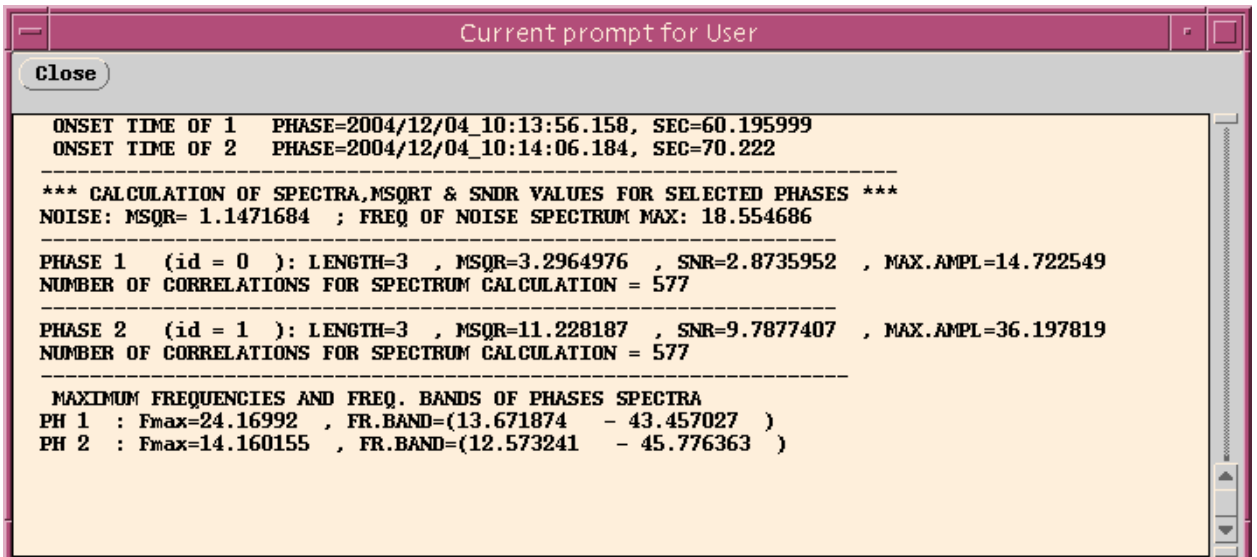 Current prompt for User
Close
ONSET TIME OF 1 PHASE=2004/12/04_10:13:56.158, SEC=60.195999
ONSET TIME OF 2 PHASE=2004/12/04_10:14:06.184, SEC=70.222
----------------------------------------------------------------------
*** CALCULATION OF SPECTRA,MSQRT & SNDR VALUES FOR SELECTED PHASES ***
NOISE: MSQR= 1.1471684 ; FREQ OF NOISE SPECTRUM MAX: 18.554686
-----------------------------------------------------------------
PHASE 1 (id = 0 ): LENGTH=3 , MSQR=3.2964976 , SNR=2.8735952 , MAX.AMPL=14.722549
NUMBER OF CORRELATIONS FOR SPECTRUM CALCULATION = 577
-----------------------------------------------------------------
PHASE 2 (id = 1 ): LENGTH=3 , MSQR=11.228187 , SNR=9.7877407 , MAX.AMPL=36.197819
NUMBER OF CORRELATIONS FOR SPECTRUM CALCULATION = 577
------------------------------------------------------------------
MAXIMUM FREQUENCIES AND FREQ. BANDS OF PHASES SPECTRA
PH 1 : Fmax=24.16992 , FR.BAND=(13.671874 - 43.457027 )
PH 2 : Fmax=14.160155 , FR.BAND=(12.573241 - 45.776363 )